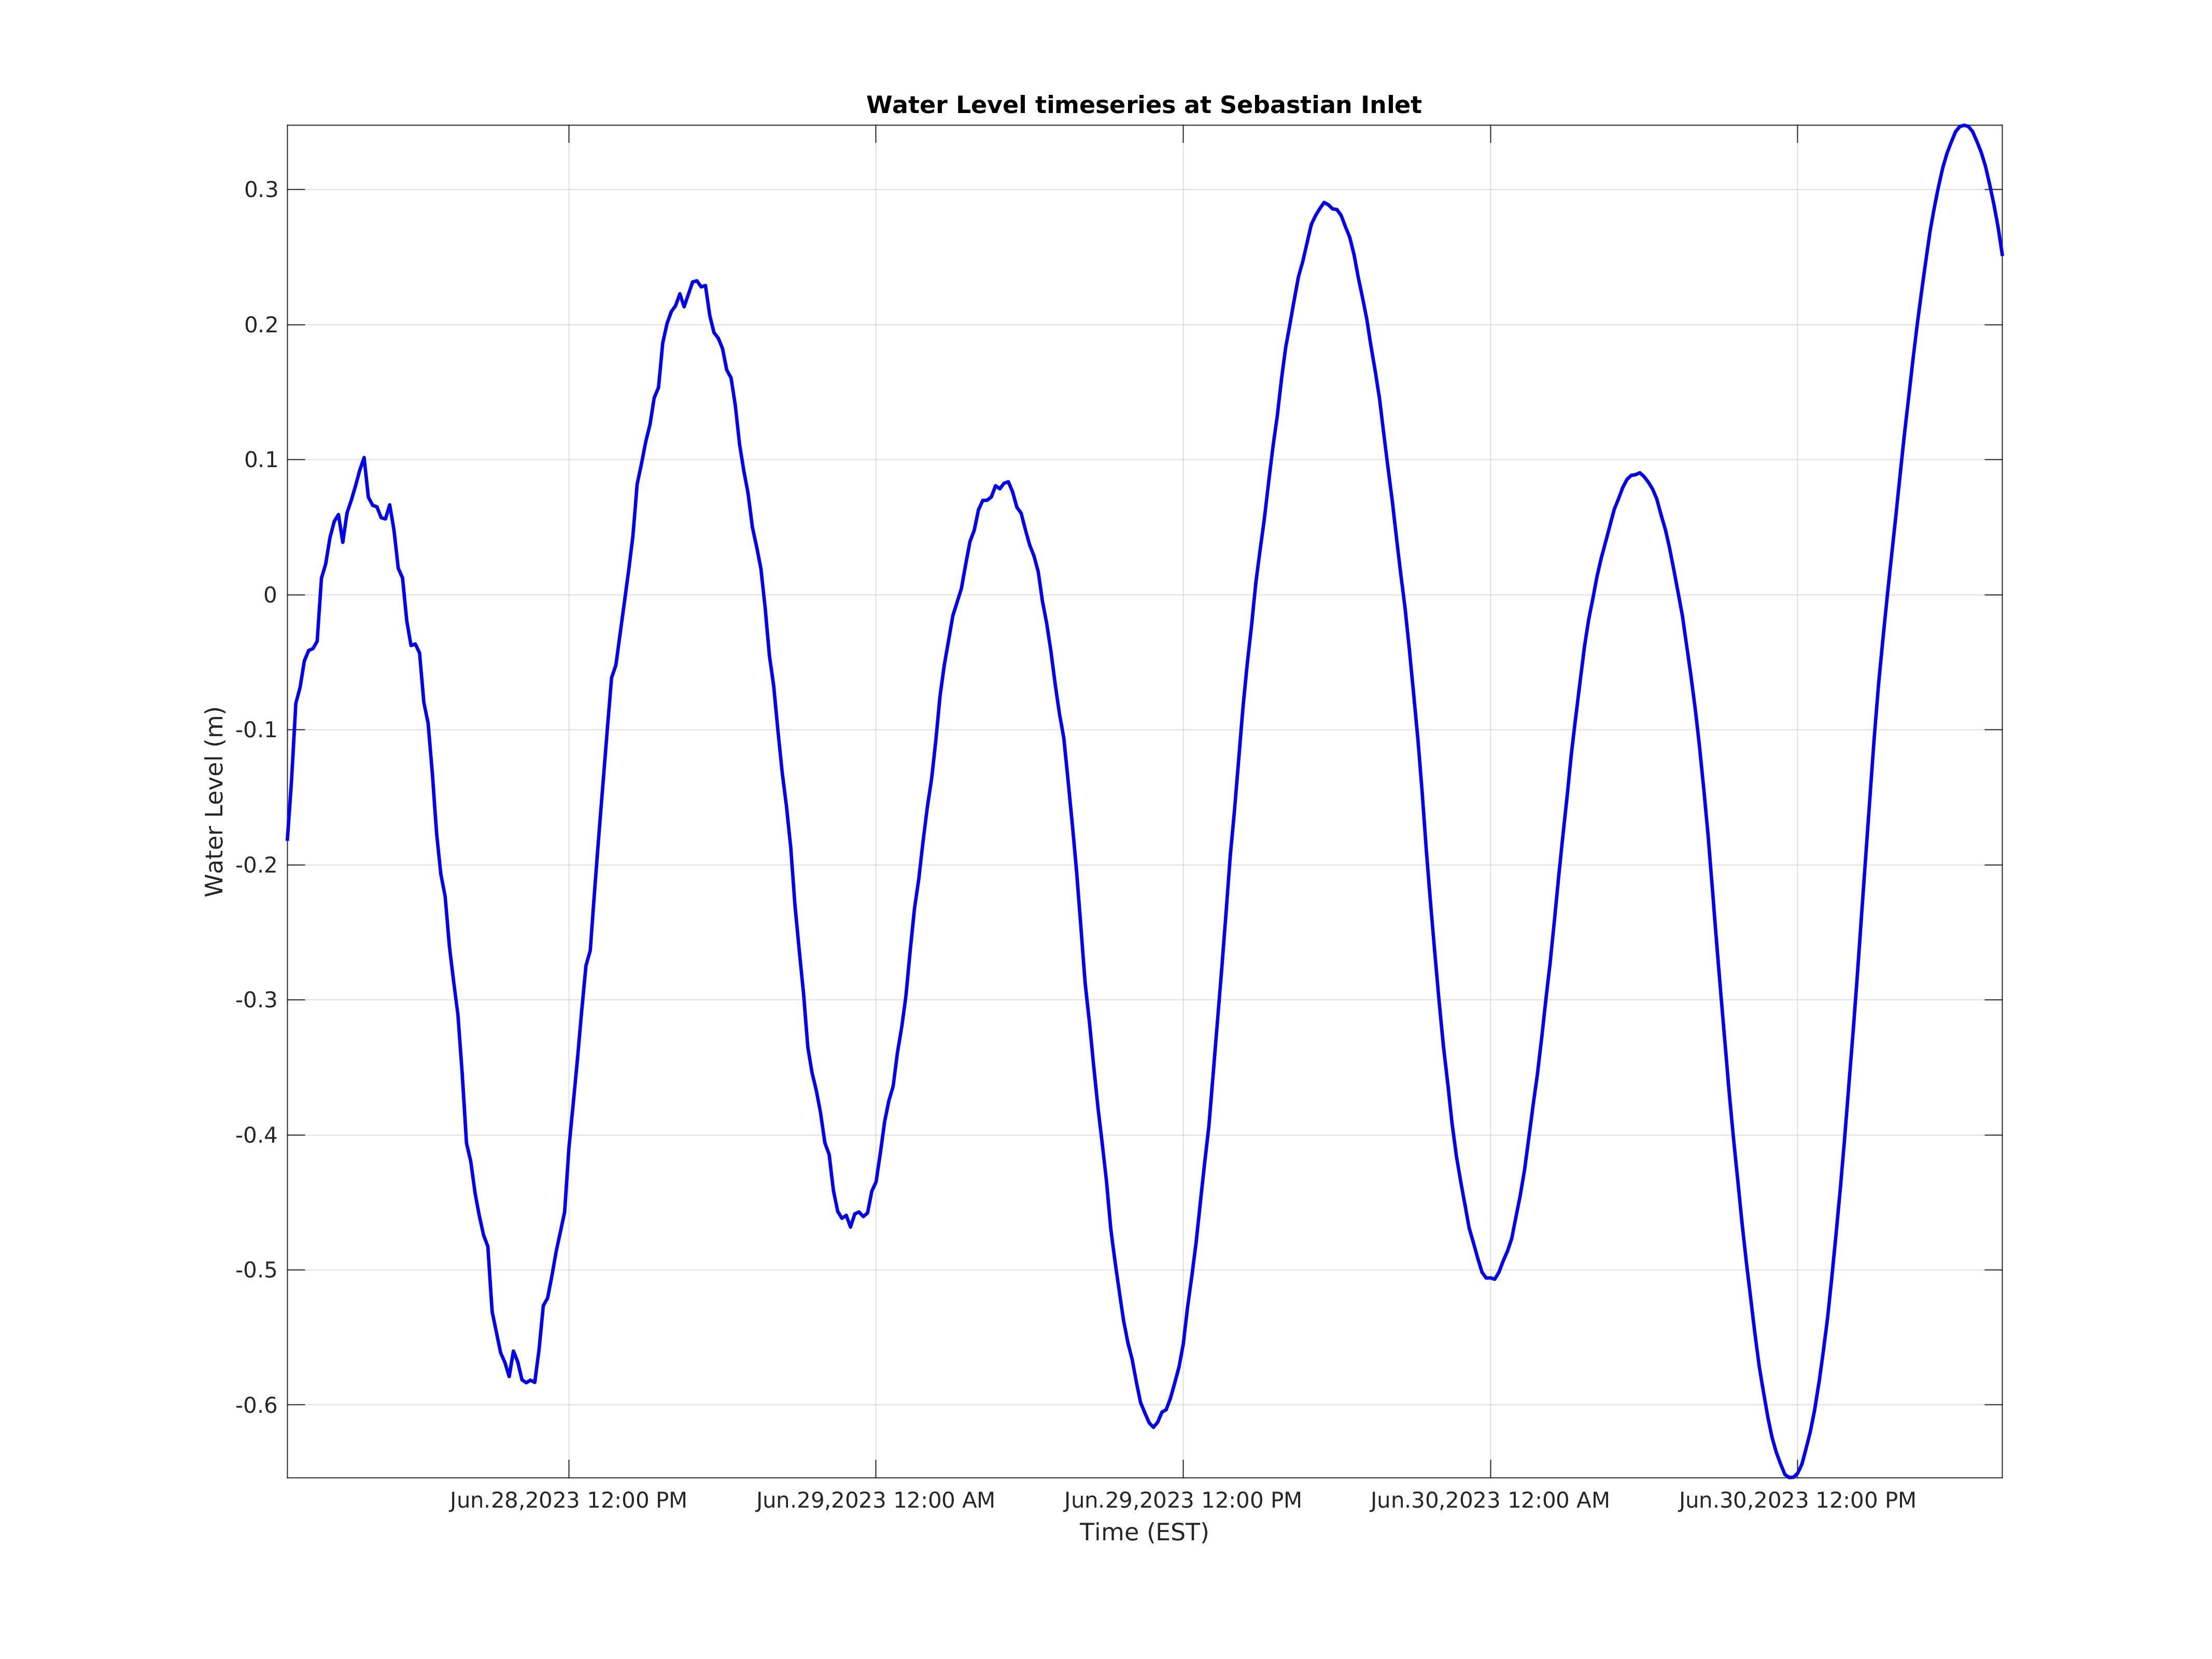 Water Level timeseries at Sebastian Inlet
0.3
0.2
0.1
0
-0.1
-0.2
-0.3
-0.4
-0.5
-0.6
Water Level (m)
Jun.28,2023 12:00 PM
Jun.29,2023 12:00 AM
Jun.29,2023 12:00 PM
Jun.30,2023 12:00 AM
Jun.30,2023 12:00 PM
Time (EST)